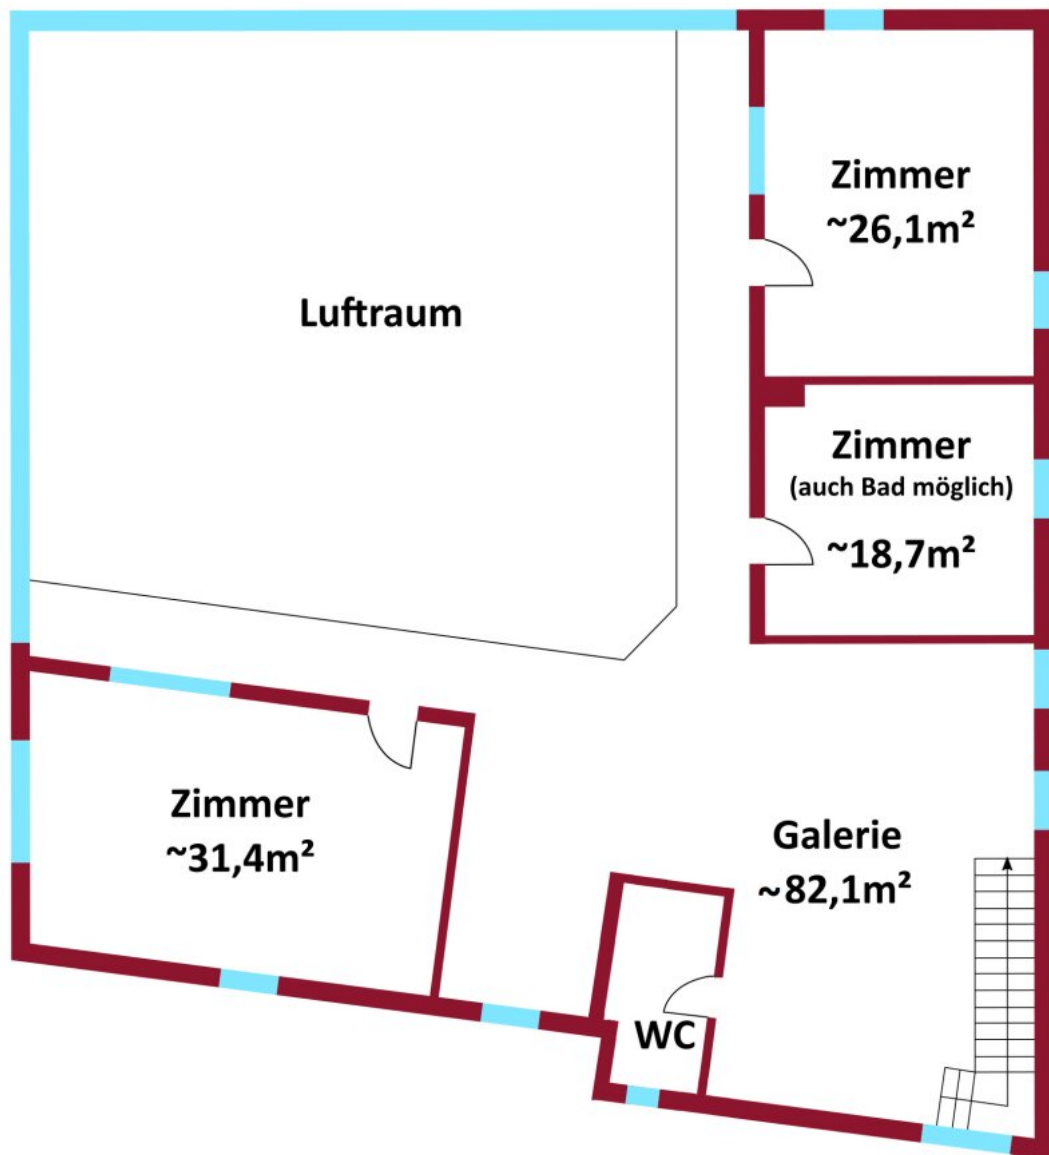 Zimmer
~26,1m²
Luftraum
Zimmer
(auch Bad möglich)
~18,7m²
Zimmer
~31,4m²
Galerie
~82,1m²
WC